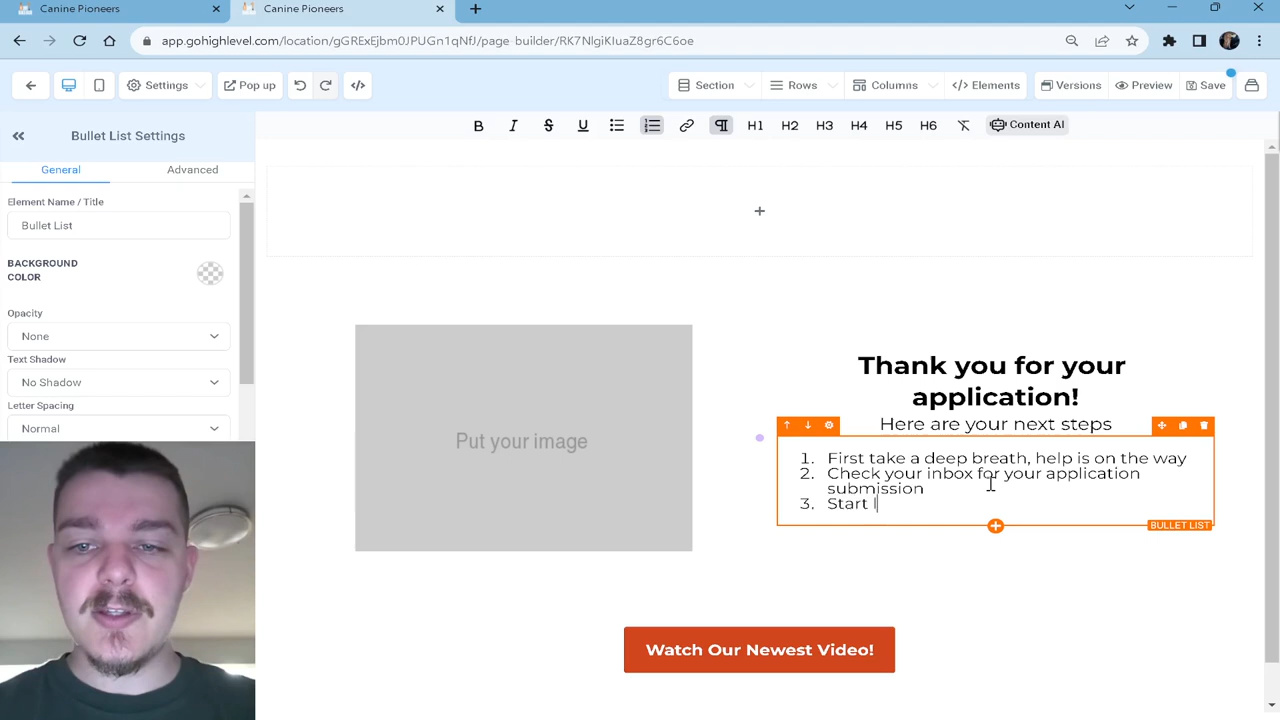 Canine Pioneers
Canine Pioneers
app.gohighlevel.com/location/gGRExEjbm0JPUGn1qNfJ/page-builder/RK7NlgiKIuaZ8gr6C6oe
Settings
Pop up
Section
Rows
Columns
</> Elements
Versions
Preview
Save
Bullet List Settings
B I S U H1 H2 H3 H4 H5 H6 Content AI
General Advanced
Element Name / Title
Bullet List
BACKGROUND
COLOR
Opacity
None
Text Shadow
No Shadow
Letter Spacing
Normal
Put your image
Thank you for your
application!
Here are your next steps
1. First take a deep breath, help is on the way
2. Check your inbox for your application
submission
3. Start l
BULLET LIST
Watch Our Newest Video!